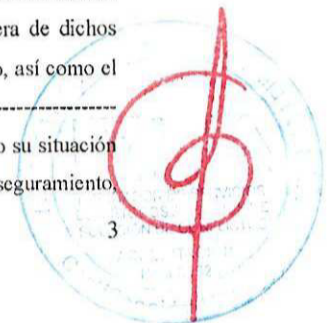 era de dichos
o, así como el
--------------------
o su situación
seguramiento,
3